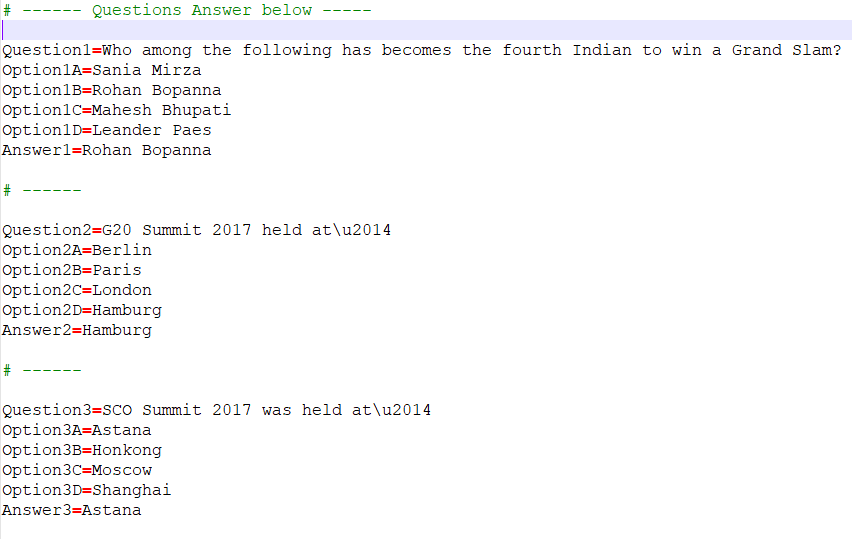 # ------ Questions Answer below -----
Question1=Who among the following has becomes the fourth Indian to win a Grand Slam?
Option1A=Sania Mirza
Option1B=Rohan Bopanna
Option1C=Mahesh Bhupati
Option1D=Leander Paes
Answer1=Rohan Bopanna
# ------
Question2=G20 Summit 2017 held at\u2014
Option2A=Berlin
Option2B=Paris
Option2C=London
Option2D=Hamburg
Answer2=Hamburg
# ------
Question3=SCO Summit 2017 was held at\u2014
Option3A=Astana
Option3B=Honkong
Option3C=Moscow
Option3D=Shanghai
Answer3=Astana